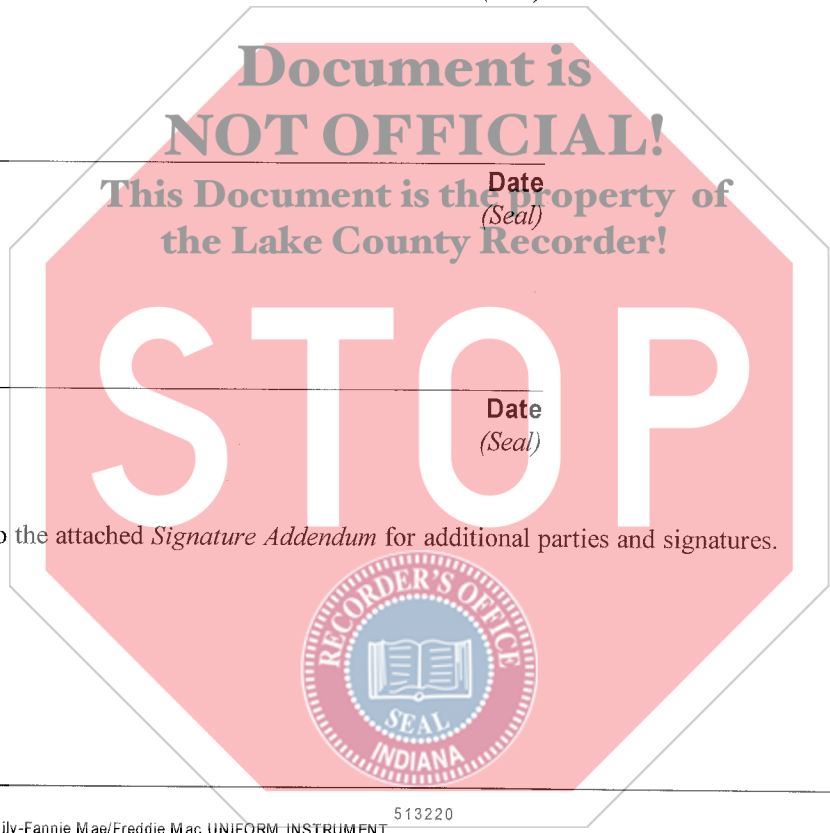 Document is
NOT OFFICIAL!
Date
This Document is the property of
(Seal)
the Lake County Recorder!
STOP
Date
(Seal)
the attached Signature Addendum for additional parties and signatures.
RECORDER'S OFFICE
SEAL
INDIANA
513220
ily-Fannie Mae/Freddie Mac UNIFORM INSTRUMENT